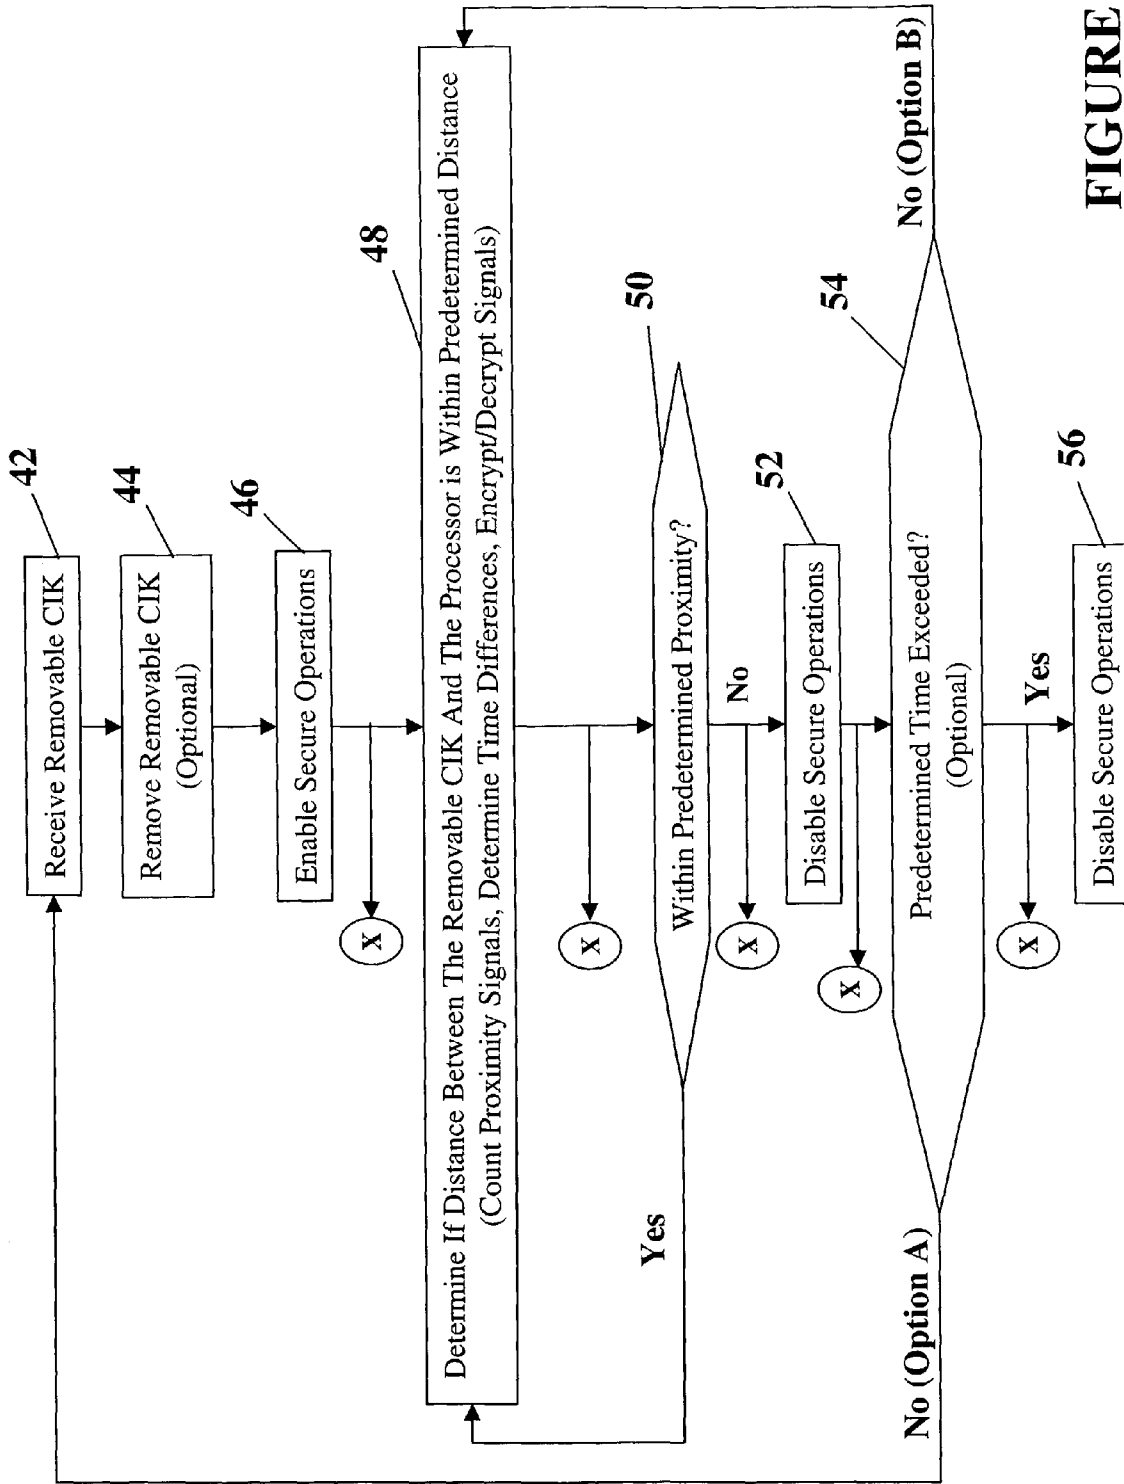 Receive Removable CIK
42
Remove Removable CIK
(Optional)
44
Enable Secure Operations
46
X
Determine If Distance Between The Removable CIK And The Processor is Within Predetermined Distance
(Count Proximity Signals, Determine Time Differences, Encrypt/Decrypt Signals)
48
X
Within Predetermined Proximity?
50
Yes
No
X
Disable Secure Operations
52
X
Predetermined Time Exceeded?
(Optional)
54
No (Option A)
No (Option B)
Yes
X
Disable Secure Operations
56
FIGURE